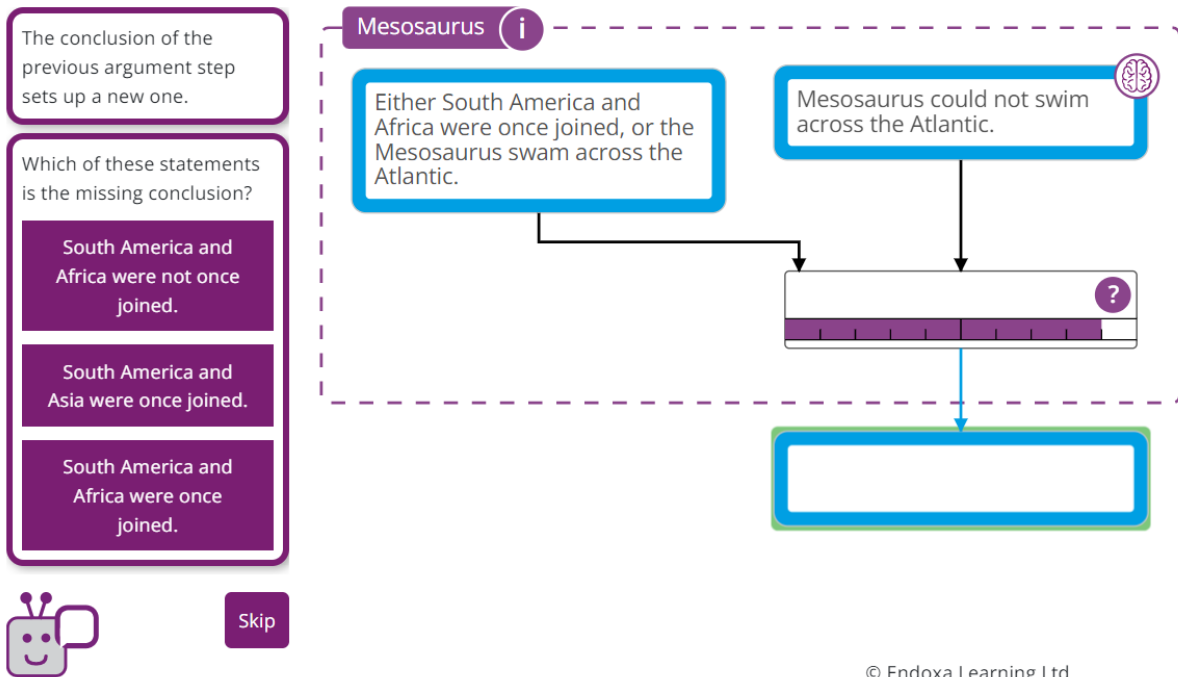 The conclusion of the
previous argument step
sets up a new one.
Which of these statements
is the missing conclusion?
South America and
Africa were not once
joined.
South America and
Asia were once joined.
South America and
Africa were once
joined.
Skip
Mesosaurus i
Either South America and
Africa were once joined, or the
Mesosaurus swam across the
Atlantic.
Mesosaurus could not swim
across the Atlantic.
?
© Endoxa Learning Ltd